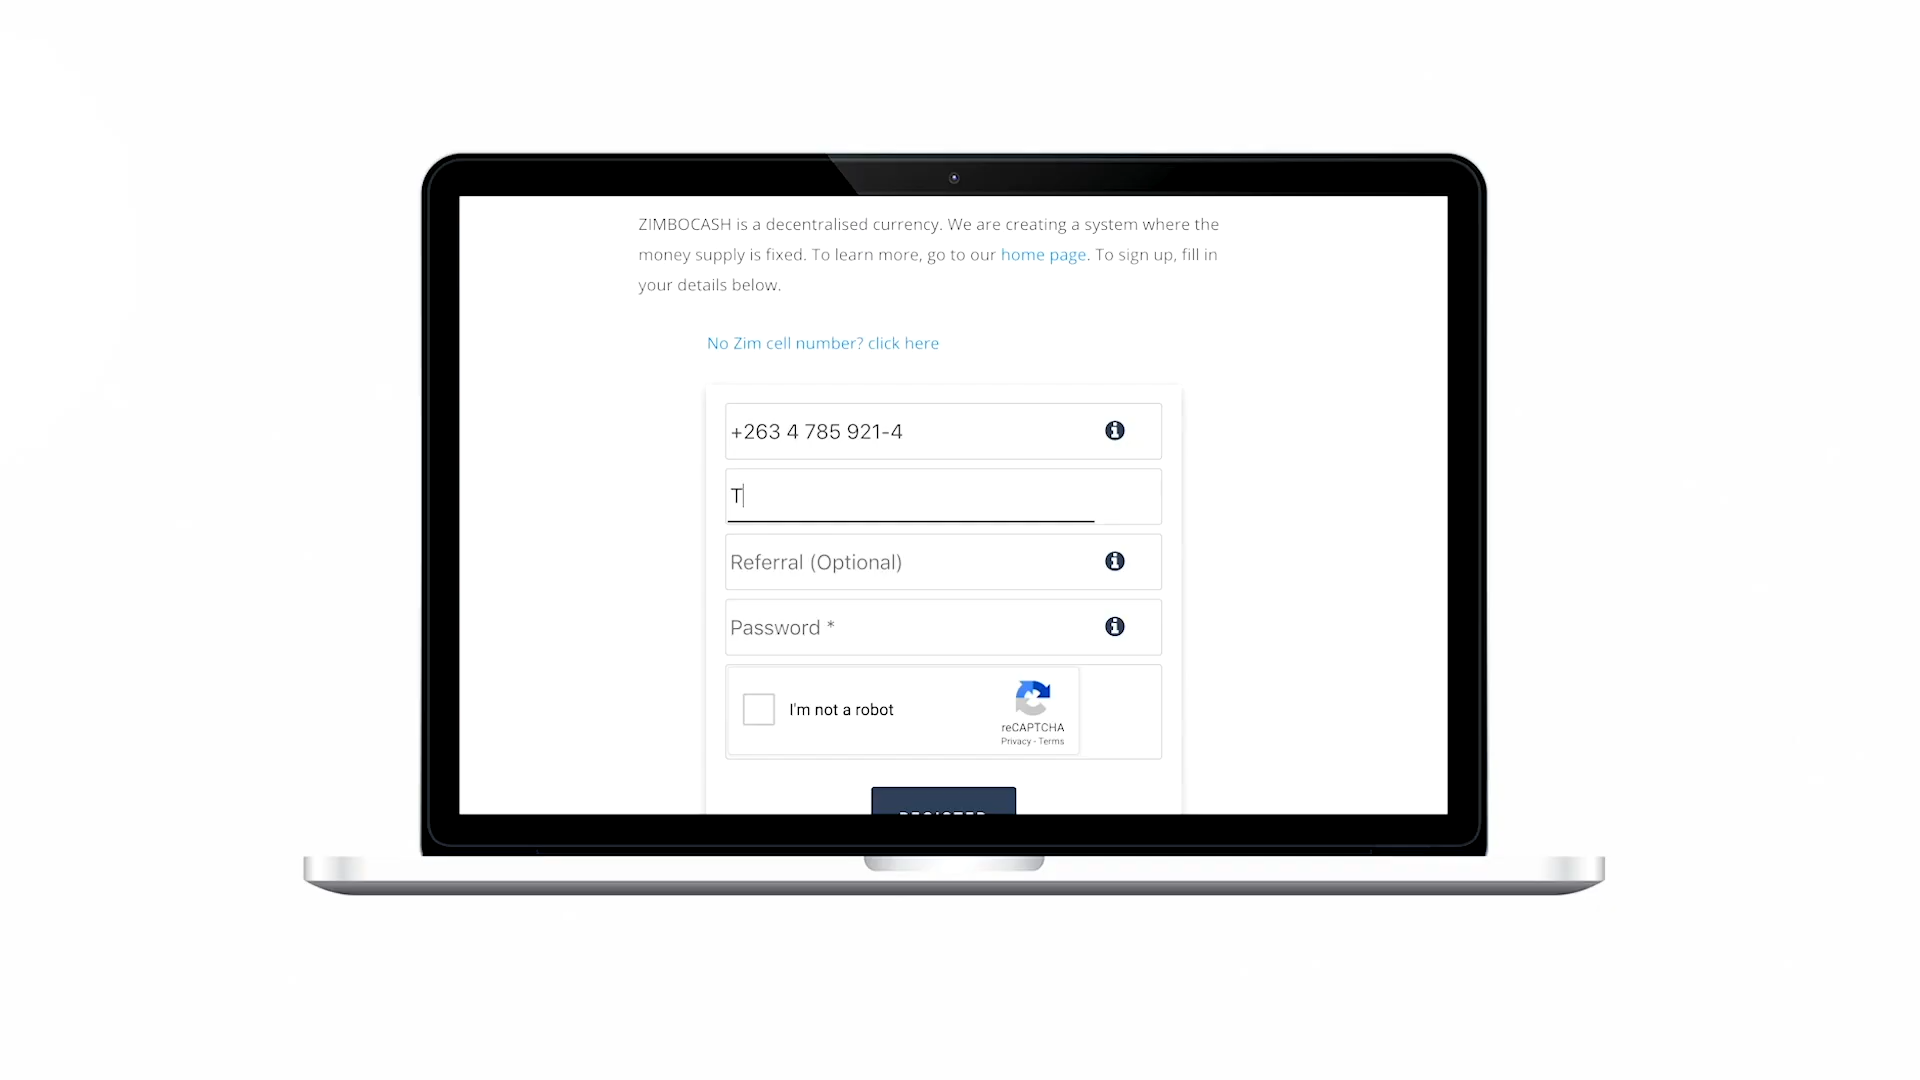 ZIMBOCASH is a decentralised currency. We are creating a system where the
money supply is fixed. To learn more, go to our home page. To sign up, fill in
your details below.
No Zim cell number? click here
+263 4 785 921-4
T
Referral (Optional)
Password *
I'm not a robot
reCAPTCHA
Privacy - Terms
REGISTER